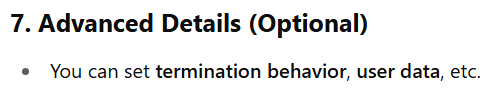 7. Advanced Details (Optional)
• You can set termination behavior, user data, etc.